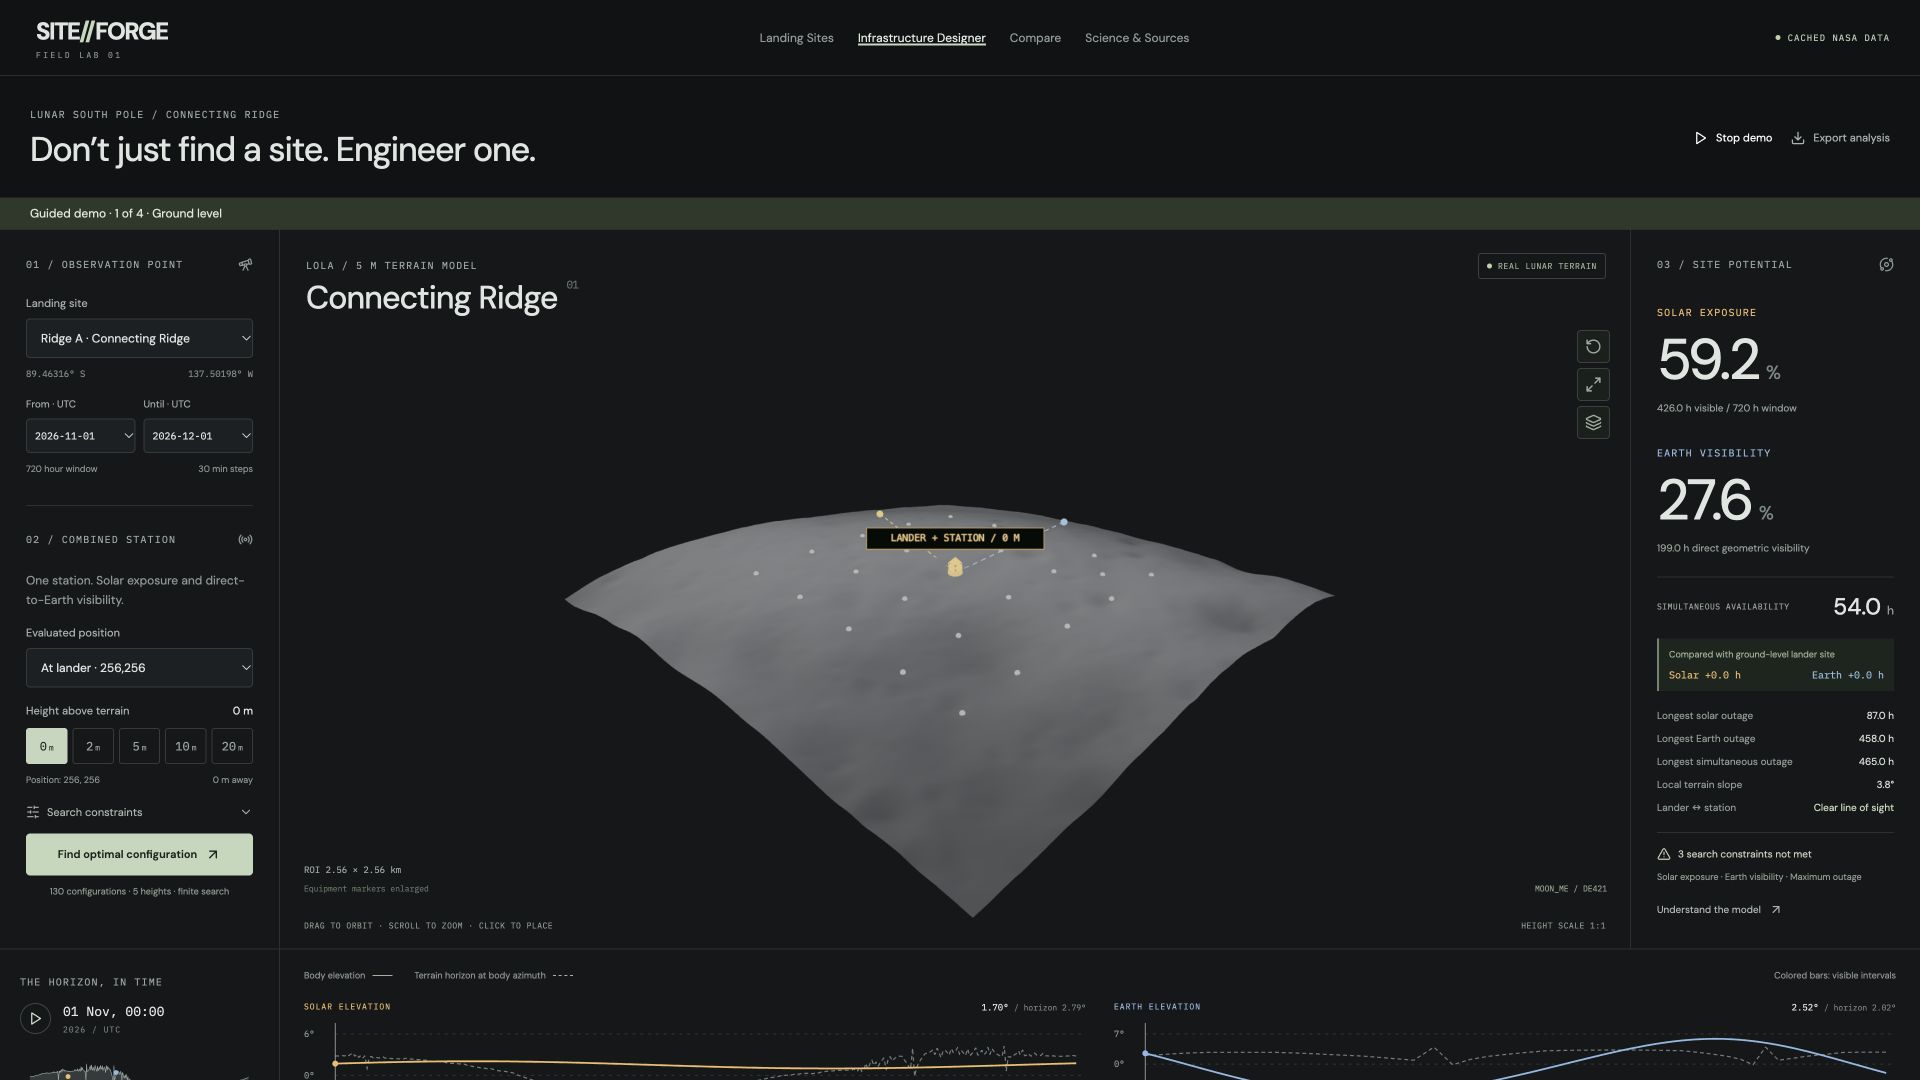 SITE//FORGE
FIELD LAB 01
Landing Sites
Infrastructure Designer
Compare
Science & Sources
CACHED NASA DATA
LUNAR SOUTH POLE / CONNECTING RIDGE
Don’t just find a site. Engineer one.
Stop demo
Export analysis
Guided demo · 1 of 4 · Ground level
01 / OBSERVATION POINT
Landing site
Ridge A · Connecting Ridge
89.46316° S 137.50198° W
From · UTC Until · UTC
2026-11-01 2026-12-01
720 hour window 30 min steps
02 / COMBINED STATION
One station. Solar exposure and direct-
to-Earth visibility.
Evaluated position
At lander · 256,256
Height above terrain 0 m
0 m 2 m 5 m 10 m 20 m
Position: 256, 256 0 m away
Search constraints
Find optimal configuration
130 configurations · 5 heights · finite search
LOLA / 5 M TERRAIN MODEL
Connecting Ridge 01
REAL LUNAR TERRAIN
LANDER + STATION / 0 M
ROI 2.56 × 2.56 km
Equipment markers enlarged
MOON_ME / DE421
DRAG TO ORBIT · SCROLL TO ZOOM · CLICK TO PLACE
HEIGHT SCALE 1:1
03 / SITE POTENTIAL
SOLAR EXPOSURE
59.2 %
426.0 h visible / 720 h window
EARTH VISIBILITY
27.6 %
199.0 h direct geometric visibility
SIMULTANEOUS AVAILABILITY 54.0 h
Compared with ground-level lander site
Solar +0.0 h Earth +0.0 h
Longest solar outage 87.0 h
Longest Earth outage 458.0 h
Longest simultaneous outage 465.0 h
Local terrain slope 3.8°
Lander ↔ station Clear line of sight
3 search constraints not met
Solar exposure · Earth visibility · Maximum outage
Understand the model
THE HORIZON, IN TIME
01 Nov, 00:00
2026 / UTC
Body elevation
Terrain horizon at body azimuth
Colored bars: visible intervals
SOLAR ELEVATION
1.70° / horizon 2.79°
6°
0°
EARTH ELEVATION
2.52° / horizon 2.02°
7°
0°